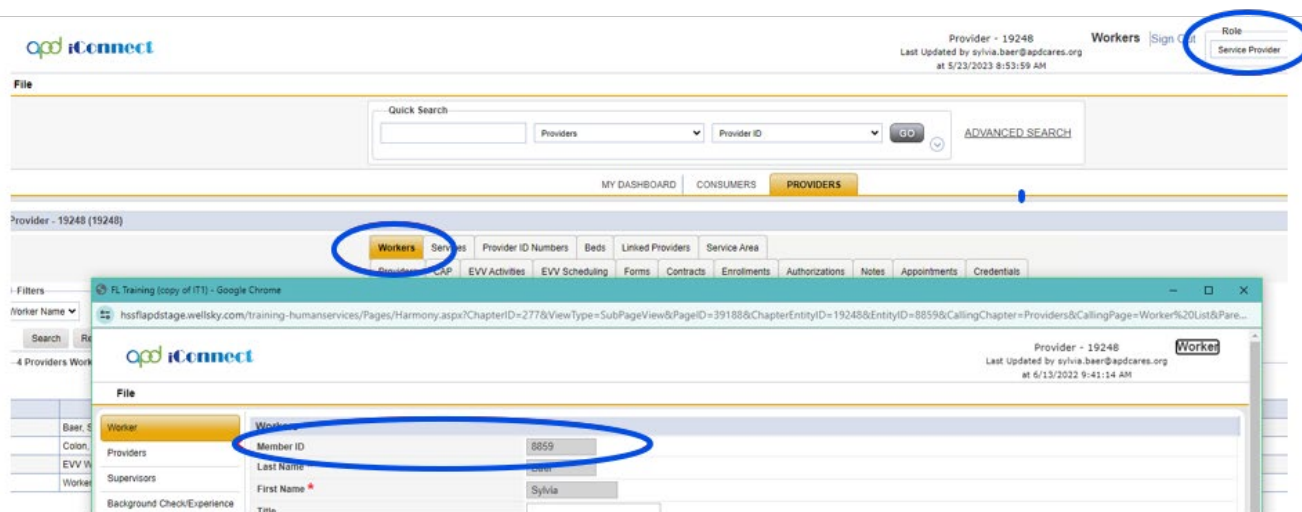 apd iConnect
Provider - 19248
Last Updated by sylvia.baer@apdcares.org
at 5/23/2023 8:53:59 AM
Workers
Sign Out
Role
Service Provider
File
Quick Search
Providers
Provider ID
GO
ADVANCED SEARCH
MY DASHBOARD
CONSUMERS
PROVIDERS
Provider - 19248 (19248)
Workers Services Provider ID Numbers Beds Linked Providers Service Area
Providers CAP EVV Activities EVV Scheduling Forms Contracts Enrollments Authorizations Notes Appointments Credentials
Filters
Worker Name
Search
4 Providers Work
Baer, S
Colon,
EVV W
Worker
FL Training (copy of IT1) - Google Chrome
hssflapdstage.wellsky.com/training-humanservices/Pages/Harmony.aspx?ChapterID=277&ViewType=SubPageView&PageID=39188&ChapterEntityID=19248&EntityID=8859&CallingChapter=Providers&CallingPage=Worker%20List&Pare...
apd iConnect
Provider - 19248
Last Updated by sylvia.baer@apdcares.org
at 6/13/2022 9:41:14 AM
Worker
File
Worker
Providers
Supervisors
Background Check/Experience
Workers
Member ID 8859
Last Name Baer
First Name * Sylvia
Title